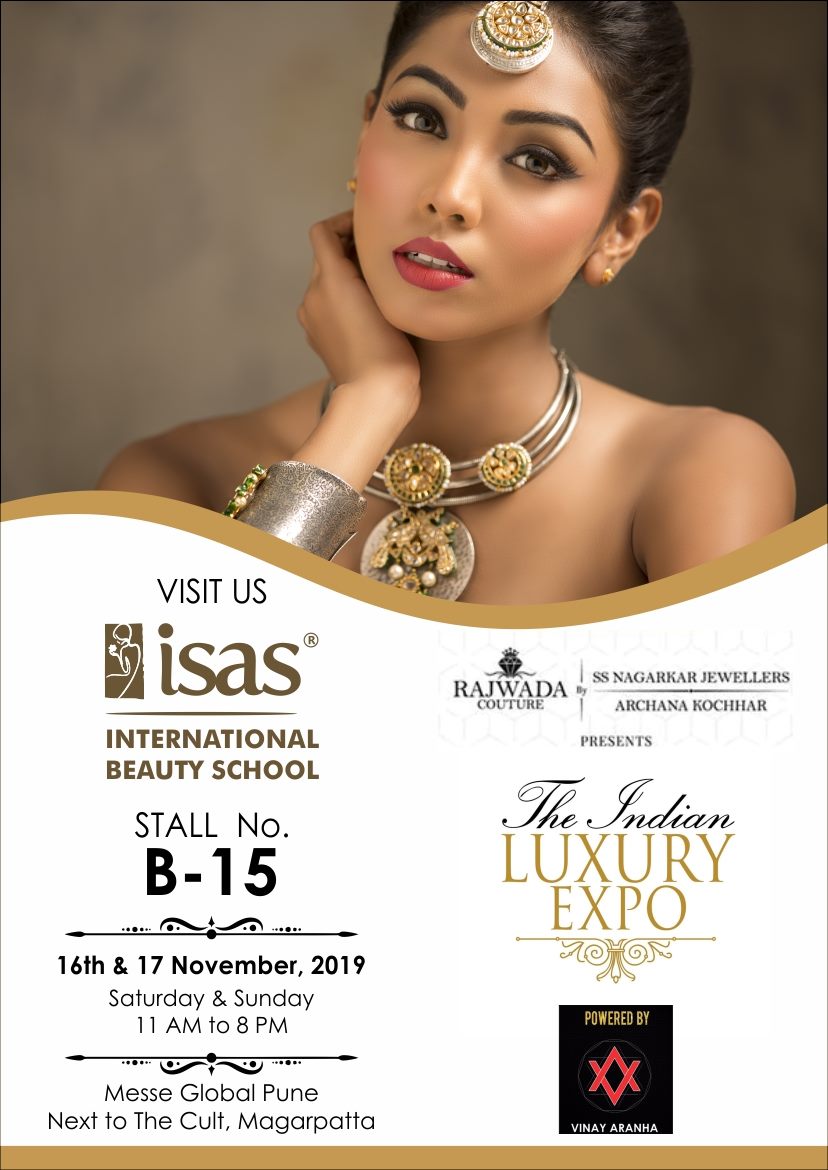 VISIT US
isas®
INTERNATIONAL
BEAUTY SCHOOL
STALL No.
B-15
16th & 17 November, 2019
Saturday & Sunday
11 AM to 8 PM
Messe Global Pune
Next to The Cult, Magarpatta
RAJWADA
COUTURE
By
SS NAGARKAR JEWELLERS
ARCHANA KOCHHAR
PRESENTS
The Indian
LUXURY
EXPO
POWERED BY
VINAY ARANHA